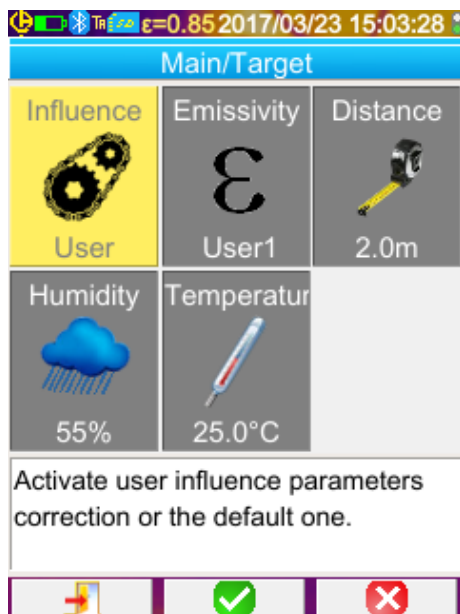 TA ε=0.85 2017/03/23 15:03:28
Main/Target
Influence Emissivity Distance
ε
User User1 2.0m
Humidity Temperatur
55% 25.0°C
Activate user influence parameters
correction or the default one.